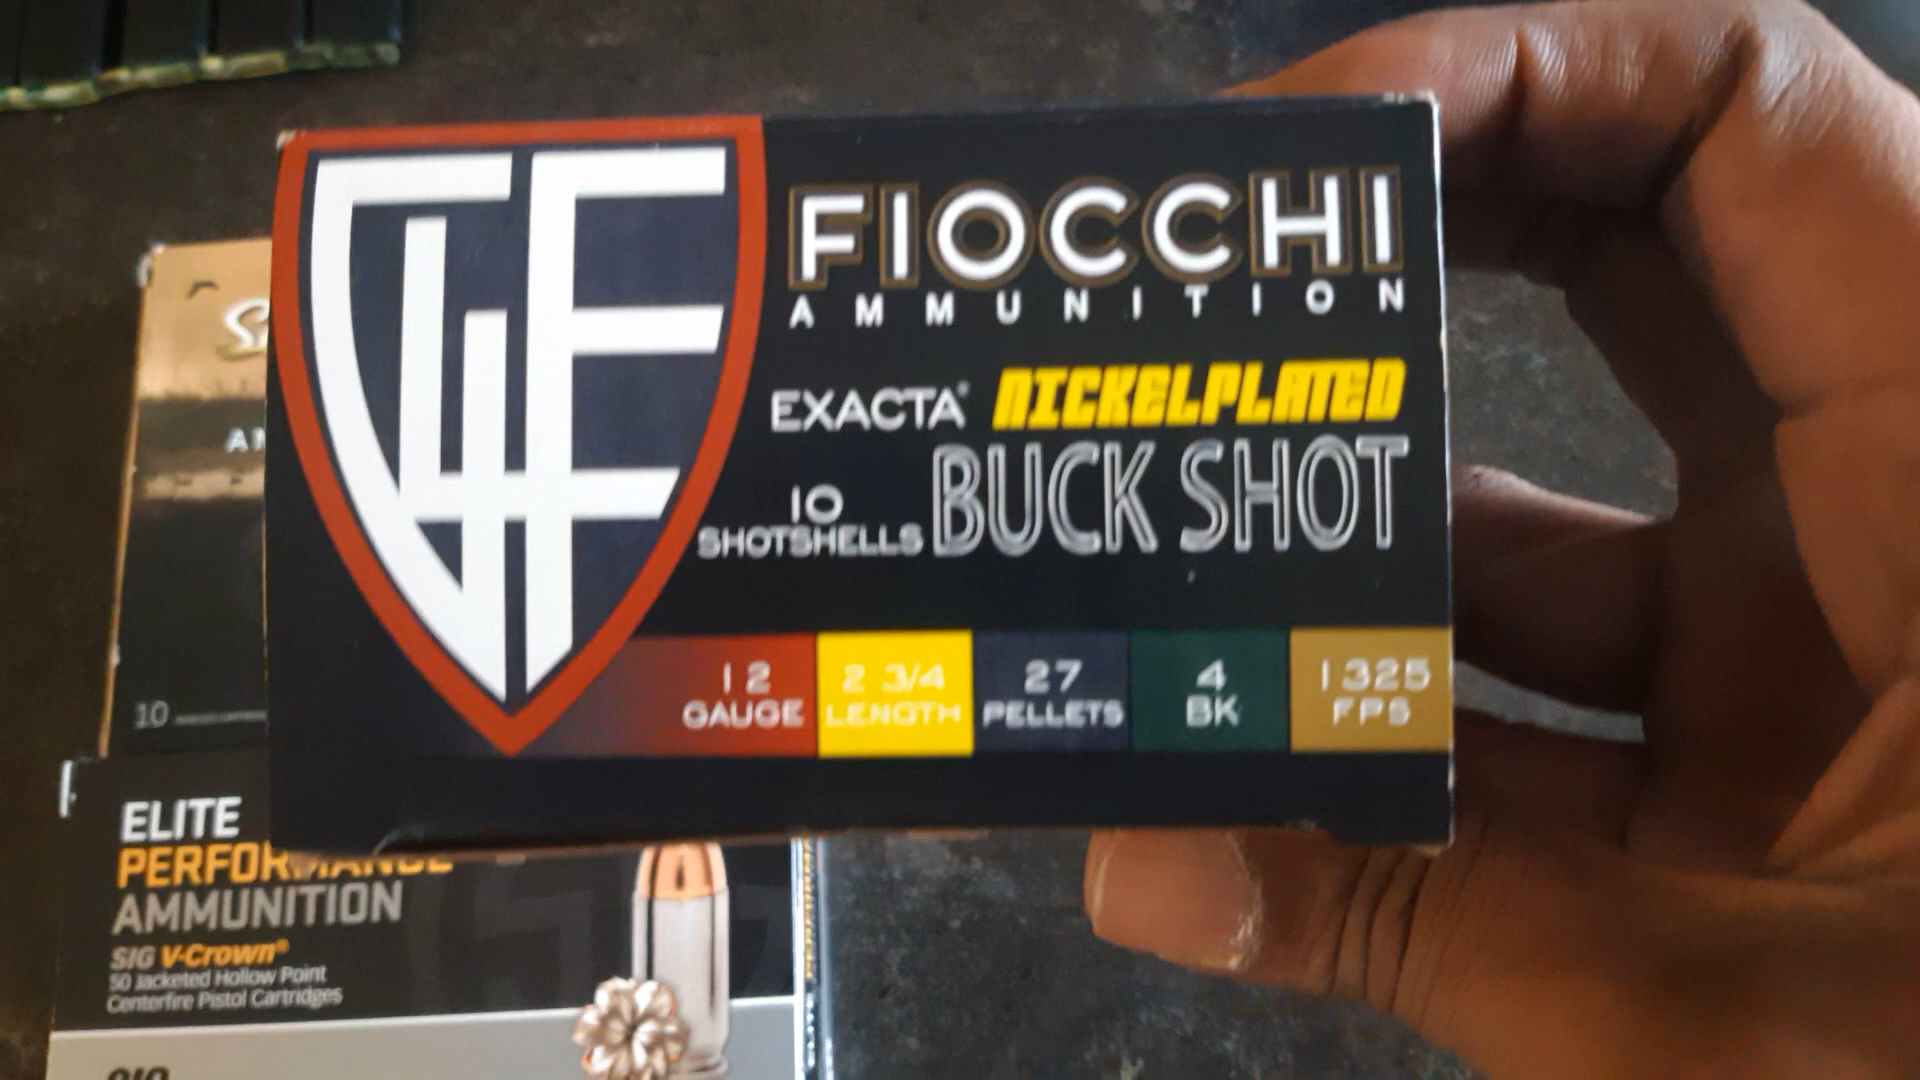 GF
FIOCCHI
AMMUNITION
EXACTA® NICKELPLATED
10 SHOTSHELLS BUCK SHOT
12 GAUGE
2 3/4 LENGTH
27 PELLETS
4 BK
1325 FPS
10
ELITE
PERFORMANCE
AMMUNITION
SIG V-Crown®
50 Jacketed Hollow Point
Centerfire Pistol Cartridges